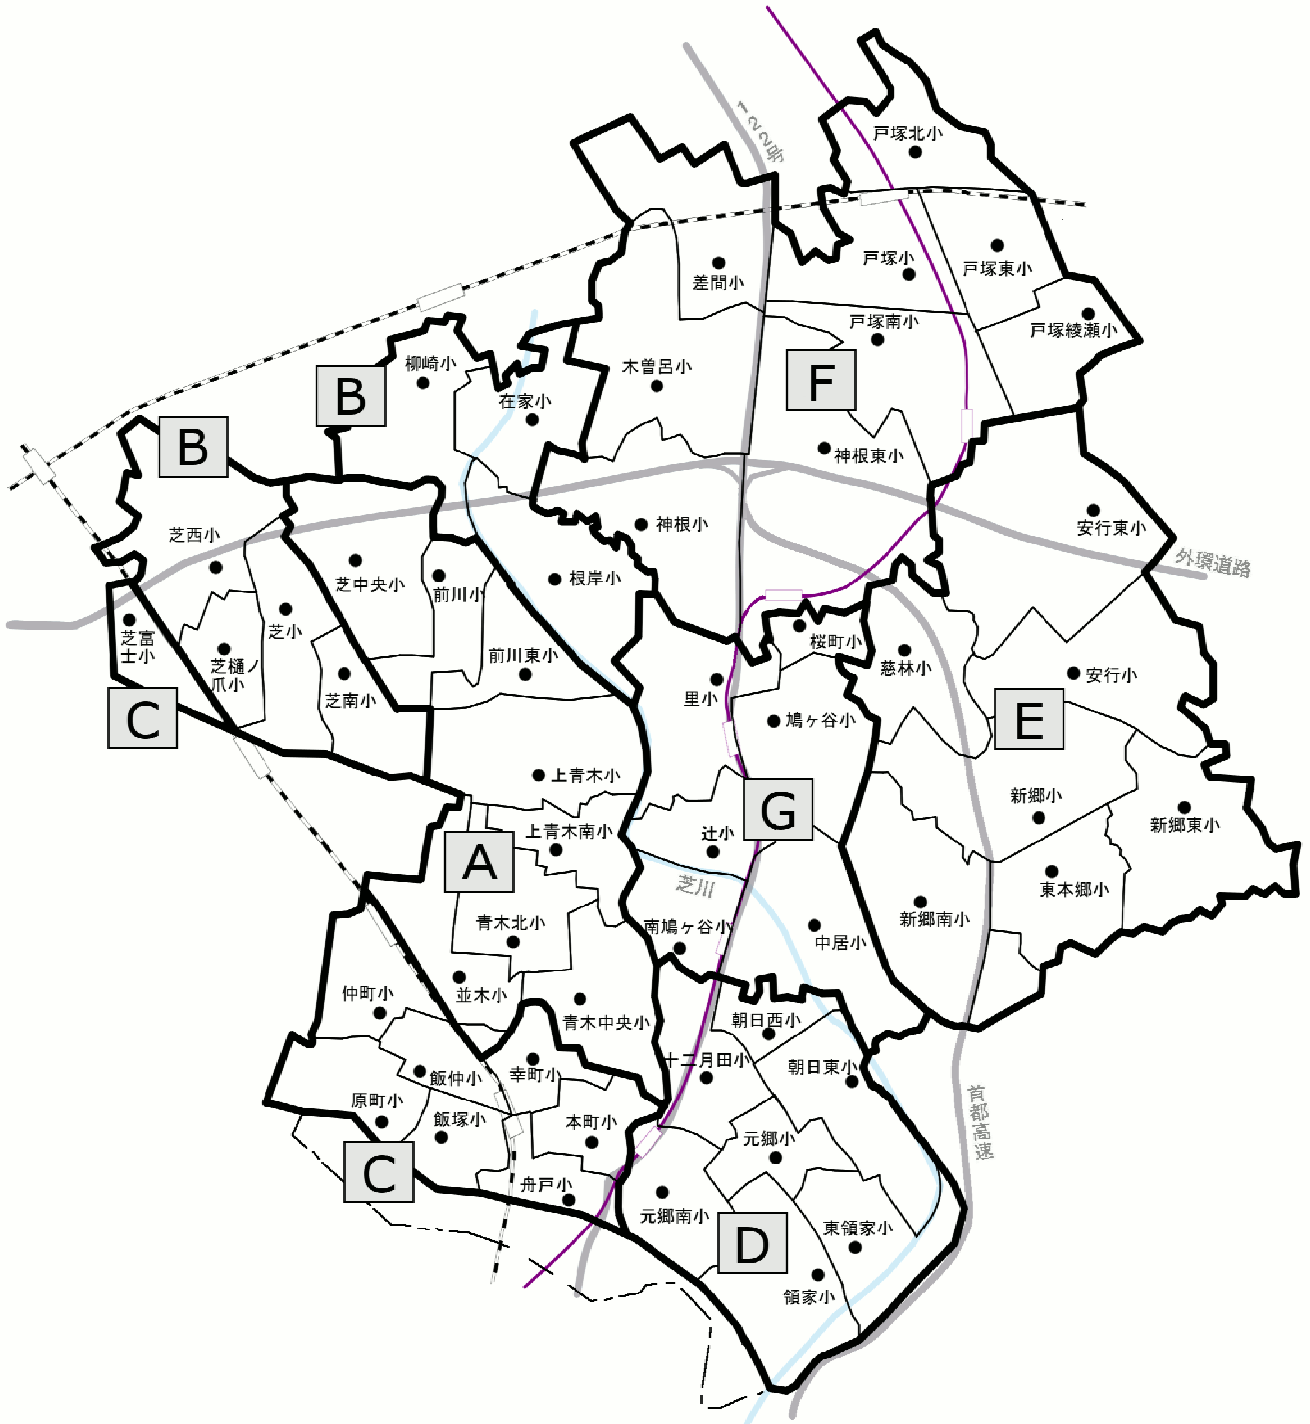 122号
戸塚北小
戸塚小
戸塚東小
差間小
戸塚綾瀬小
戸塚南小
柳崎小
木曽呂小
F
B
在家小
B
神根東小
神根小
安行東小
芝西小
外環道路
芝中央小
根岸小
前川小
芝小
芝富
士小
桜町小
前川東小
慈林小
芝樋ノ
爪小
安行小
芝南小
里小
C
鳩ヶ谷小
E
上青木小
新郷小
G
上青木南小
辻小
新郷東小
A
芝川
東本郷小
青木北小
新郷南小
南鳩ヶ谷小
中居小
仲町小
並木小
青木中央小
朝日西小
十二月田小
飯仲小
幸町小
朝日東小
原町小
飯塚小
本町小
首都高速
元郷小
C
舟戸小
元郷南小
東領家小
D
領家小